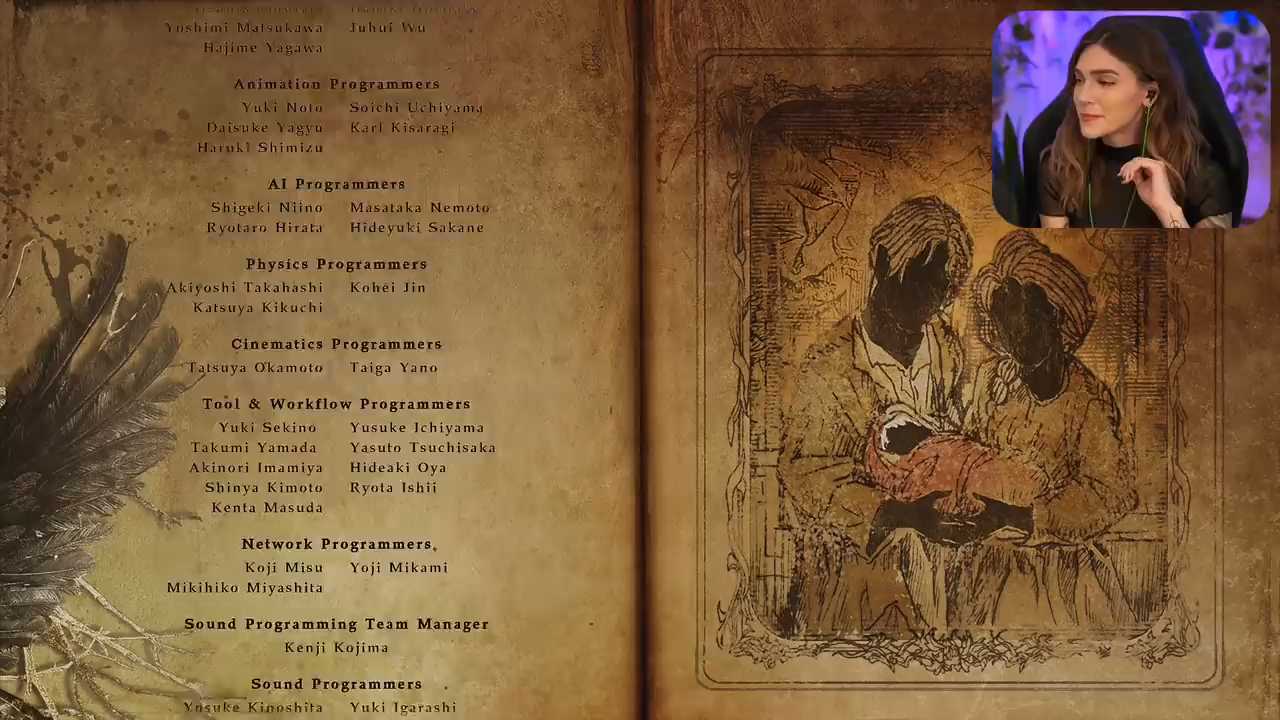 Yoshimi Matsukawa Juhui Wu
Hajime Yagawa
Animation Programmers
Yuki Noto Soichi Uchiyama
Daisuke Yagyu Karl Kisaragi
Haruki Shimizu
AI Programmers
Shigeki Niino Masataka Nemoto
Ryotaro Hirata Hideyuki Sakane
Physics Programmers
Akiyoshi Takahashi Kohei Jin
Katsuya Kikuchi
Cinematics Programmers
Tatsuya Okamoto Taiga Yano
Tool & Workflow Programmers
Yuki Sekino Yusuke Ichiyama
Takumi Yamada Yasuto Tsuchisaka
Akinori Imamiya Hideaki Oya
Shinya Kimoto Ryota Ishii
Kenta Masuda
Network Programmers
Koji Misu Yoji Mikami
Mikihiko Miyashita
Sound Programming Team Manager
Kenji Kojima
Sound Programmers
Yosuke Kinoshita Yuki Igarashi